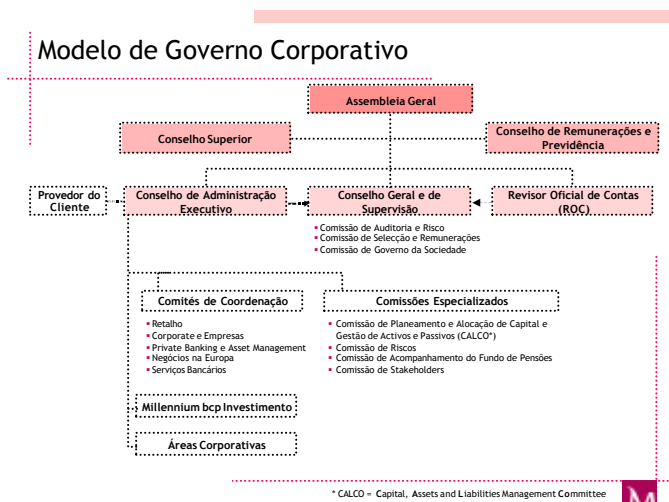 Modelo de Governo Corporativo
Assembleia Geral
Conselho Superior
Conselho de Remunerações e
Previdência
Provedor do
Cliente
Conselho de Administração
Executivo
Conselho Geral e de
Supervisão
Revisor Oficial de Contas
(ROC)
Comissão de Auditoria e Risco
Comissão de Selecção e Remunerações
Comissão de Governo da Sociedade
Comités de Coordenação
Comissões Especializados
Retalho
Corporate e Empresas
Private Banking e Asset Management
Negócios na Europa
Serviços Bancários
Comissão de Planeamento e Alocação de Capital e
Gestão de Activos e Passivos (CALCO*)
Comissão de Riscos
Comissão de Acompanhamento do Fundo de Pensões
Comissão de Stakeholders
Millennium bcp Investimento
Áreas Corporativas
* CALCO = Capital, Assets and Liabilities Management Committee
M